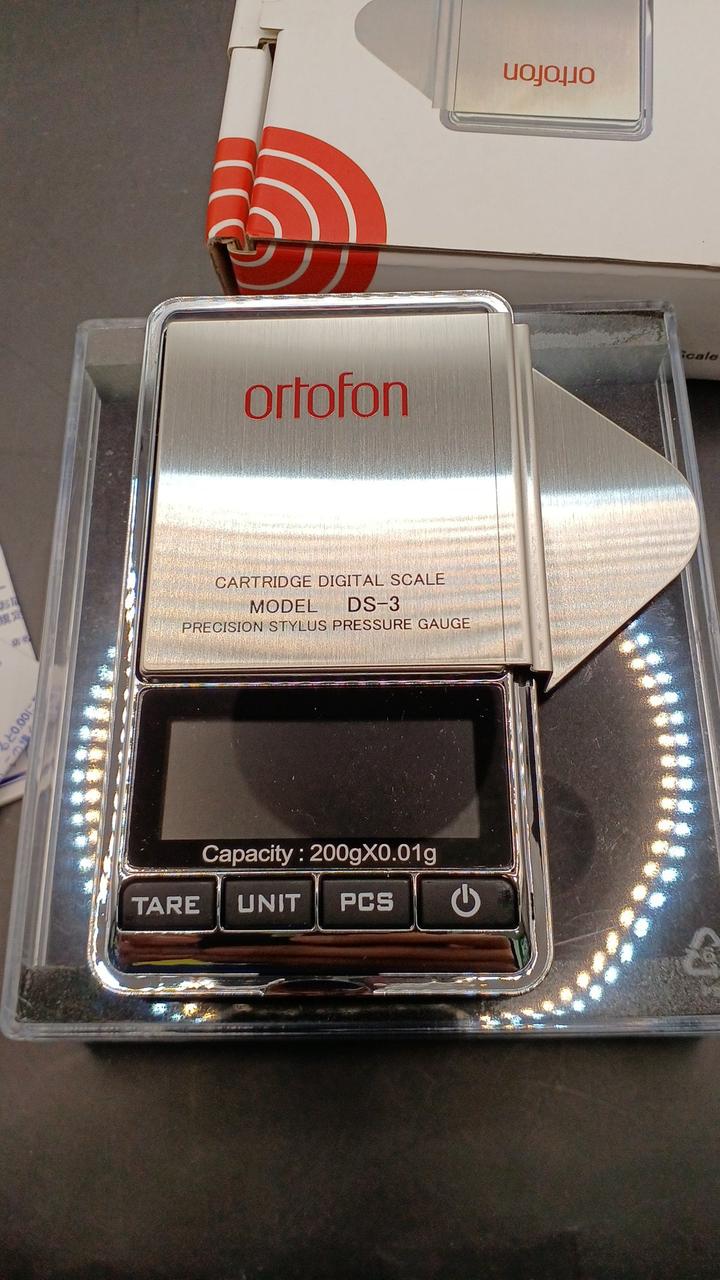 ortofon
Scale
ortofon
CARTRIDGE DIGITAL SCALE
MODEL DS-3
PRECISION STYLUS PRESSURE GAUGE
Capacity : 200gX0.01g
TARE UNIT PCS